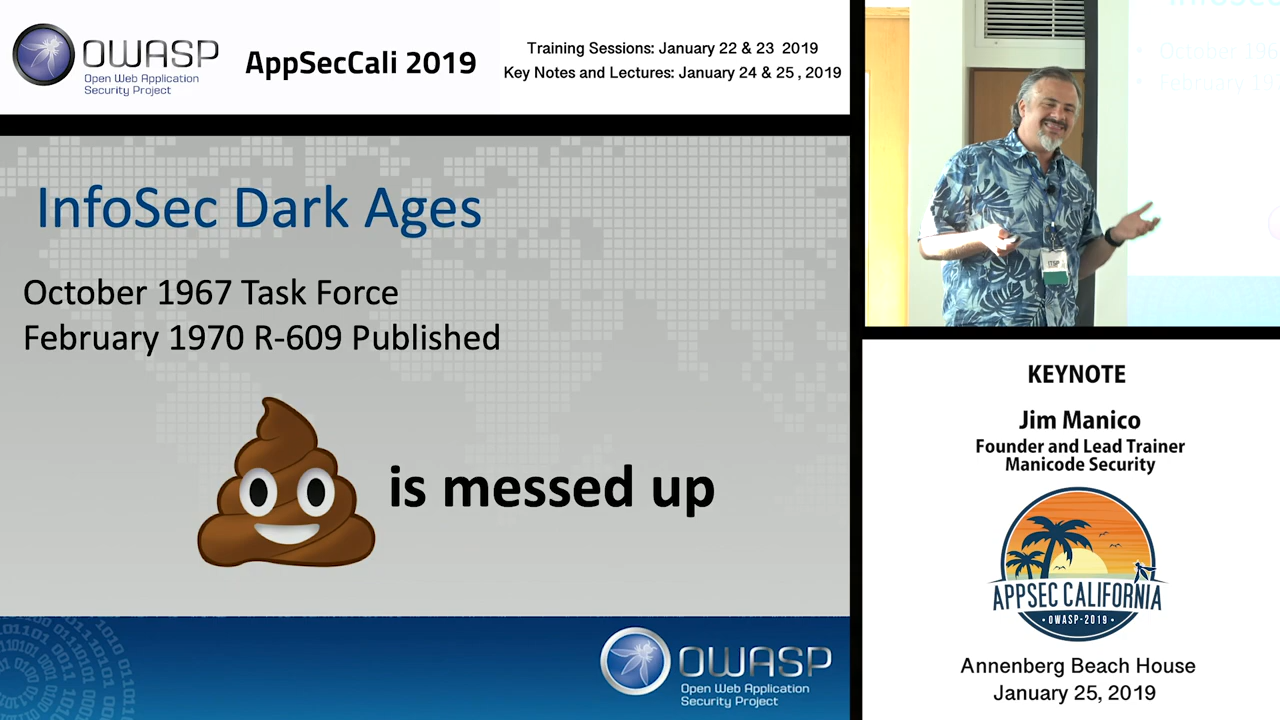 OWASP
Open Web Application
Security Project
AppSecCali 2019
Training Sessions: January 22 & 23 2019
Key Notes and Lectures: January 24 & 25, 2019
InfoSec Dark Ages
October 1967 Task Force
February 1970 R-609 Published
is messed up
OWASP
Open Web Application
Security Project
KEYNOTE
Jim Manico
Founder and Lead Trainer
Manicode Security
APPSEC CALIFORNIA
• OWASP-2019 •
Annenberg Beach House
January 25, 2019